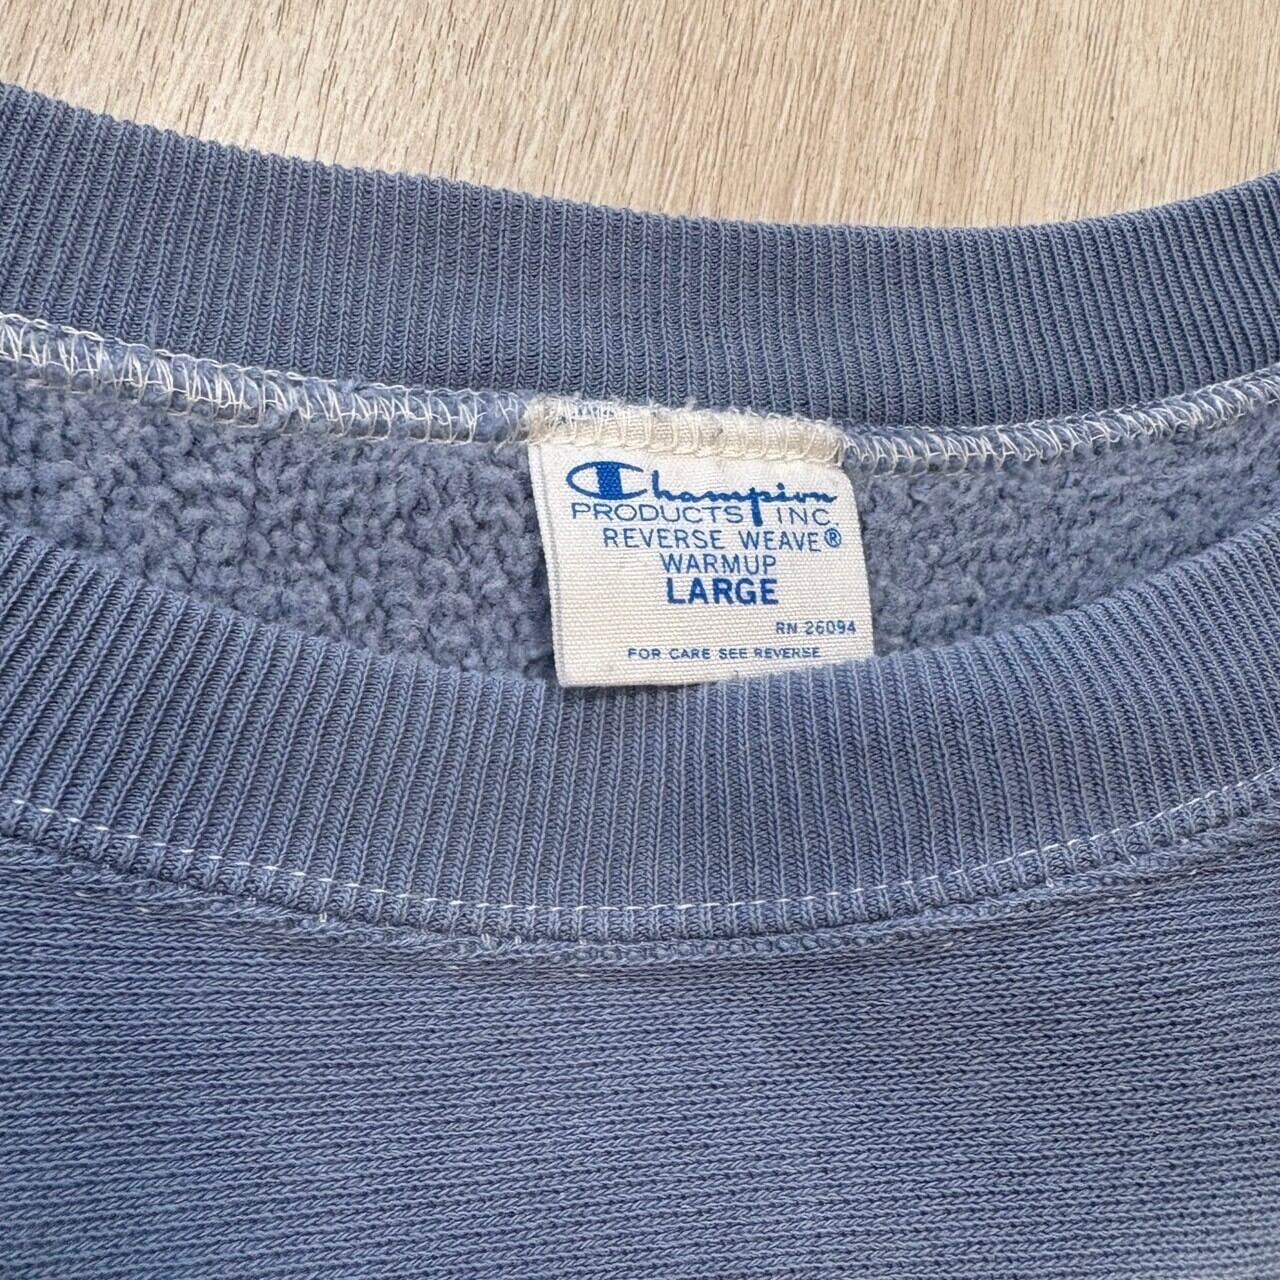 Champion
PRODUCTS INC.
REVERSE WEAVE®
WARMUP
LARGE
RN 26094
FOR CARE SEE REVERSE